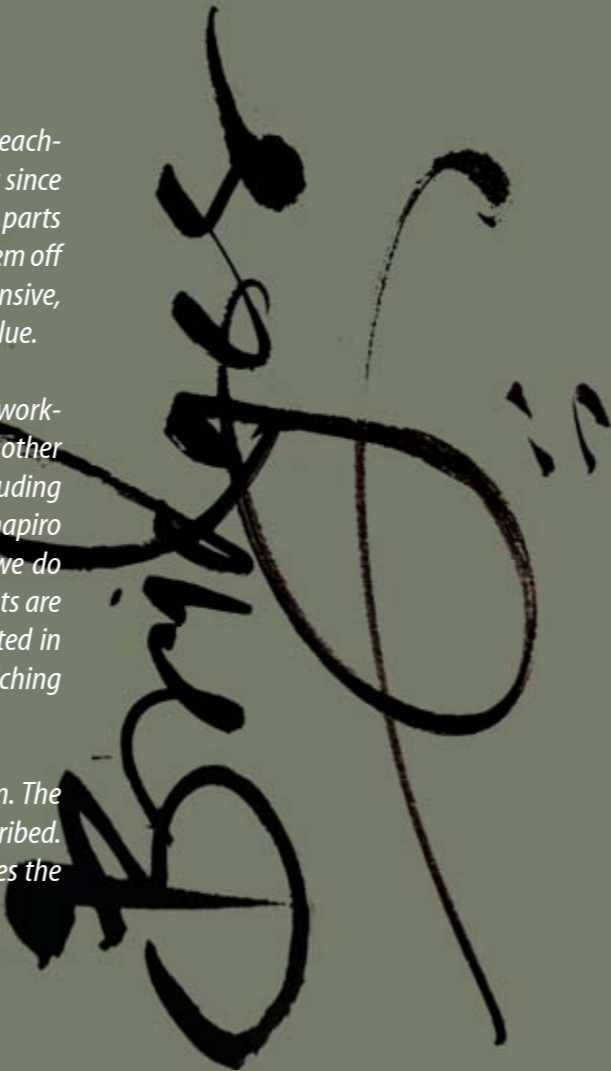 each-
since
parts
em off
nsive,
lue.
work-
other
uding
apiro
we do
ts are
ted in
ching
n. The
ribed.
es the
Bridges